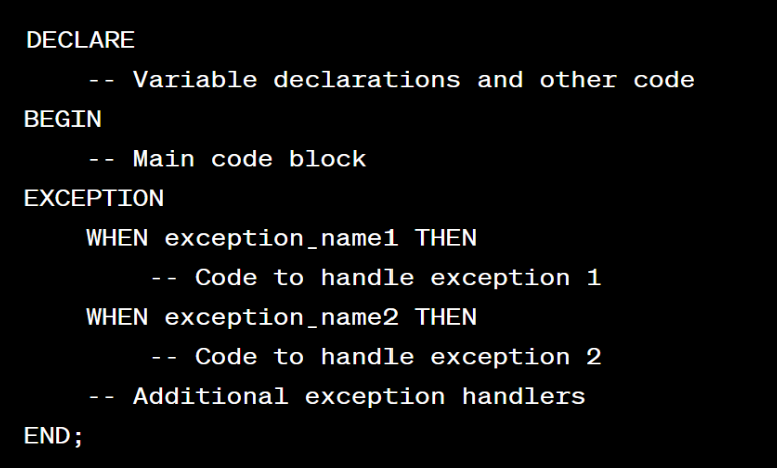 DECLARE
-- Variable declarations and other code
BEGIN
-- Main code block
EXCEPTION
WHEN exception_name1 THEN
-- Code to handle exception 1
WHEN exception_name2 THEN
-- Code to handle exception 2
-- Additional exception handlers
END;